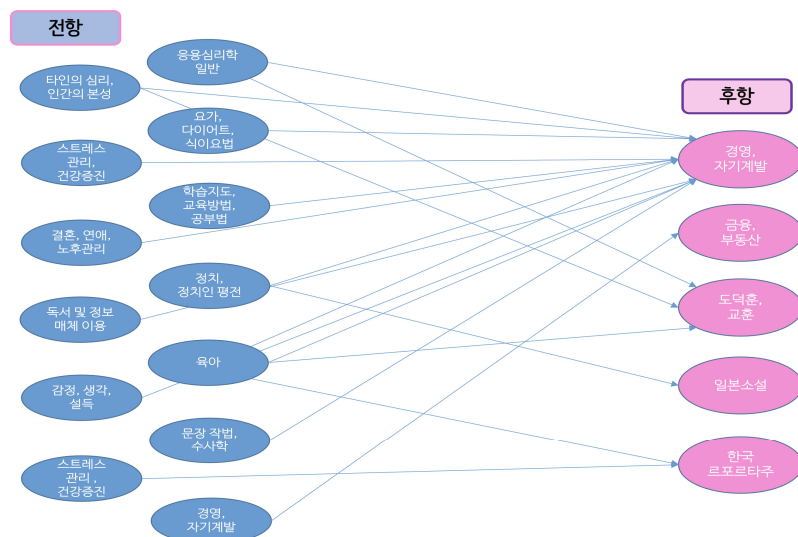 전항
타인의 심리,
인간의 본성
스트레스
관리,
건강증진
결혼, 연애,
노후관리
독서 및 정보
매체 이용
감정, 생각,
설득
스트레스
관리 ,
건강증진
응용심리학
일반
요가,
다이어트,
식이요법
학습지도,
교육방법,
공부법
정치,
정치인 평전
육아
문장 작법,
수사학
경영,
자기계발
후항
경영,
자기계발
금융,
부동산
도덕훈,
교훈
일본소설
한국
르포르타주